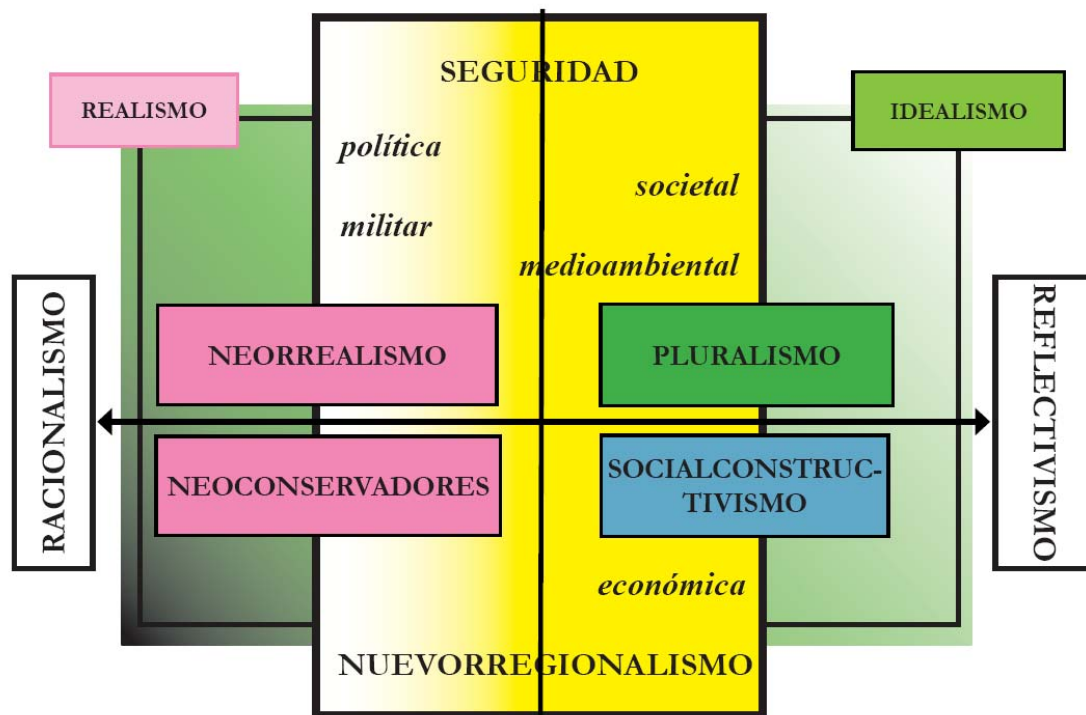 SEGURIDAD
REALISMO
IDEALISMO
política
societal
militar
medioambiental
RACIONALISMO
REFLECTIVISMO
NEORREALISMO
PLURALISMO
NEOCONSERVADORES
SOCIALCONSTRUC-
TIVISMO
económica
NUEVORREGIONALISMO